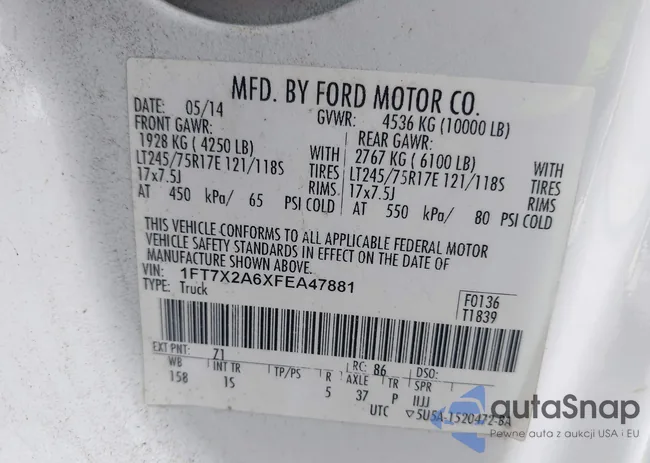 MFD. BY FORD MOTOR CO.
DATE: 05/14 GVWR: 4536 KG (10000 LB)
FRONT GAWR: REAR GAWR:
1928 KG ( 4250 LB) WITH 2767 KG ( 6100 LB) WITH
LT245/75R17E 121/118S TIRES LT245/75R17E 121/118S TIRES
17x7.5J RIMS 17x7.5J RIMS
AT 450 kPa/ 65 PSI COLD AT 550 kPa/ 80 PSI COLD
THIS VEHICLE CONFORMS TO ALL APPLICABLE FEDERAL MOTOR
VEHICLE SAFETY STANDARDS IN EFFECT ON THE DATE OF
MANUFACTURE SHOWN ABOVE.
VIN: 1FT7X2A6XFEA47881
TYPE: Truck
F0136
T1839
EXT PNT: Z1 RC: 86 DSO:
WB INT TR TP/PS R AXLE TR SPR
158 1S 5 37 P IIJJ
UTC ▽5U5A-1520472-BA
autaSnap
Pewne auta z aukcji USA i EU